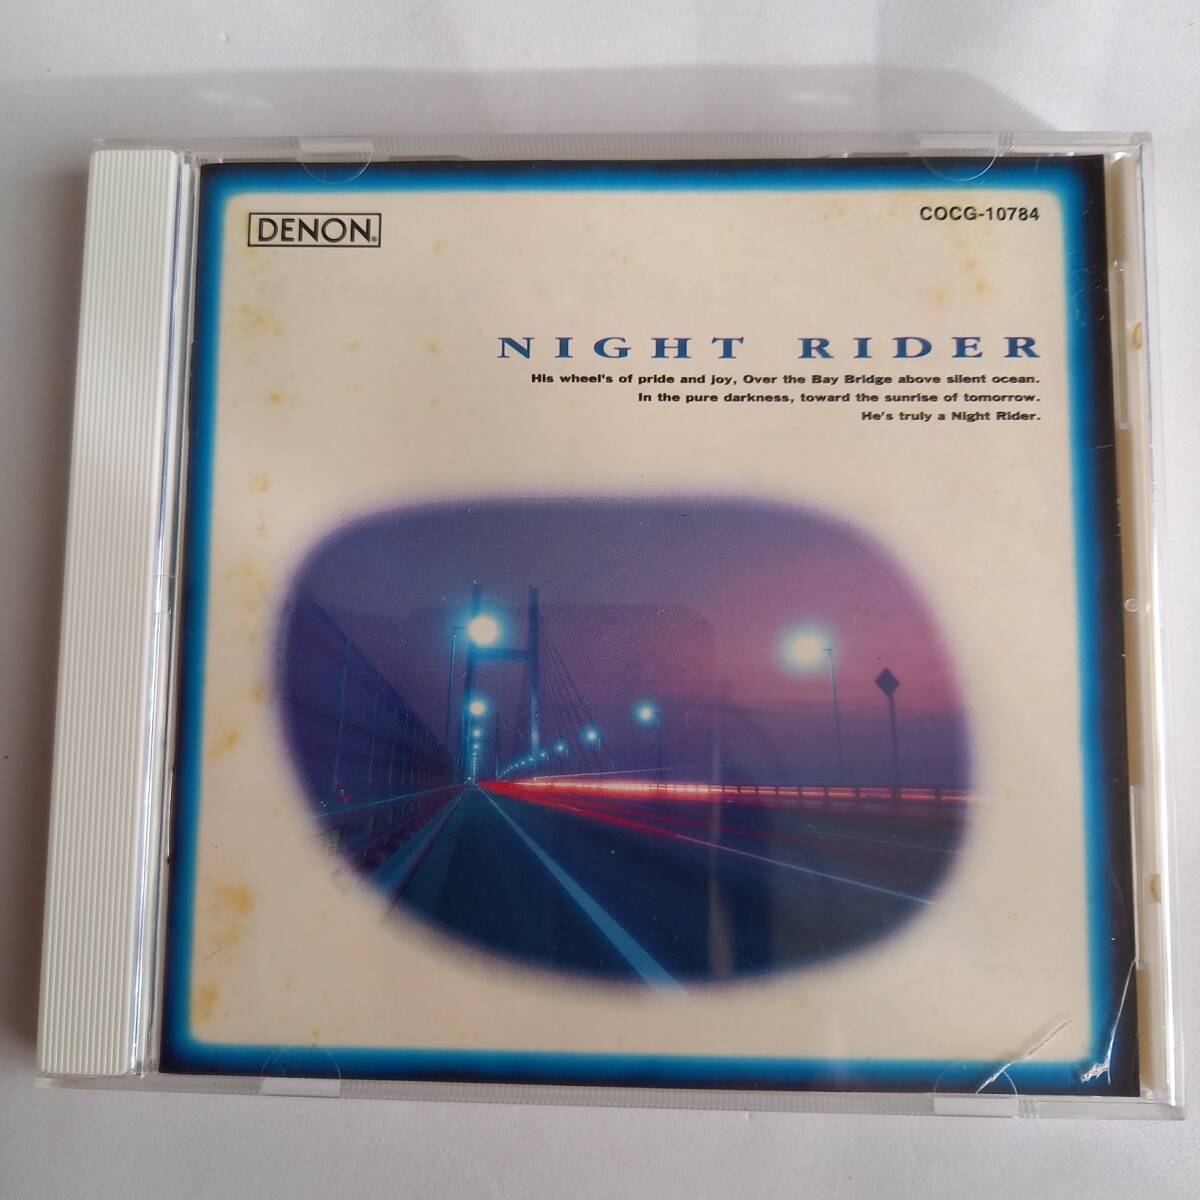 DENON®
COCG-10784
NIGHT RIDER
His wheel's of pride and joy, Over the Bay Bridge above silent ocean.
In the pure darkness, toward the sunrise of tomorrow.
He's truly a Night Rider.